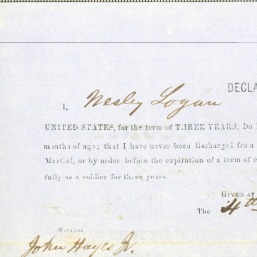 DECLA
I, Wesley Logan
UNITED STATES, for the term of THREE YEARS, Do
months of age; that I have never been discharged from
Martial, or by order before the expiration of a term of e
fully as a soldier for three years.
GIVEN AT
The 4th
WITNESS
John Hayes Jr.